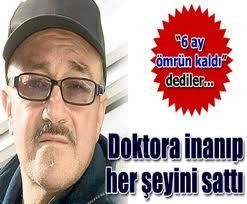 "6 ay
ömrün kaldı"
dediler...
Doktora inanıp
her şeyini sattı